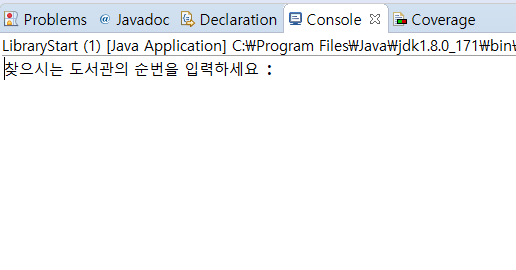 Problems @ Javadoc Declaration Console Coverage
LibraryStart (1) [Java Application] C:₩Program Files₩Java₩jdk1.8.0_171₩bin₩
찾으시는 도서관의 순번을 입력하세요 :